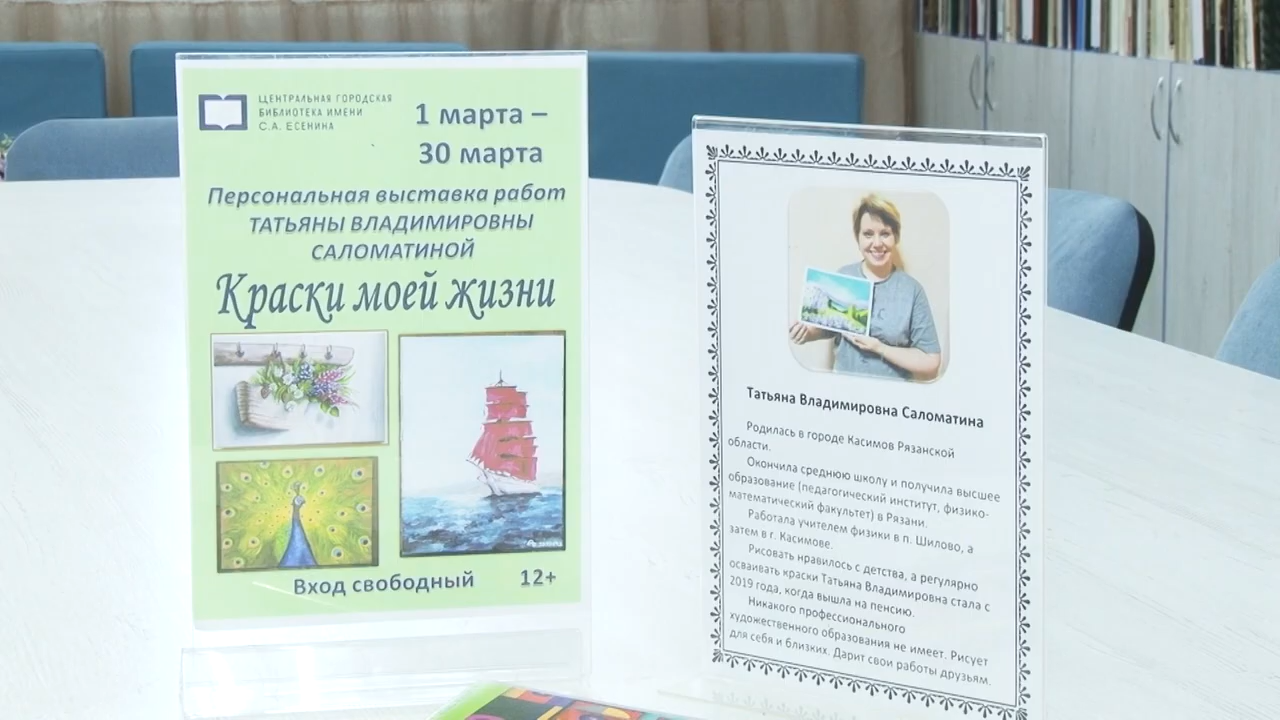 ЦЕНТРАЛЬНАЯ ГОРОДСКАЯ
БИБЛИОТЕКА ИМЕНИ
С.А. ЕСЕНИНА
1 марта –
30 марта
Персональная выставка работ
ТАТЬЯНЫ ВЛАДИМИРОВНЫ
САЛОМАТИНОЙ
Краски моей жизни
Вход свободный 12+
Татьяна Владимировна Саломатина
Родилась в городе Касимов Рязанской
области.
Окончила среднюю школу и получила высшее
образование (педагогический институт, физико-
математический факультет) в Рязани.
Работала учителем физики в п. Шилово, а
затем в г. Касимове.
Рисовать нравилось с детства, а регулярно
осваивать краски Татьяна Владимировна стала с
2019 года, когда вышла на пенсию.
Никакого профессионального
художественного образования не имеет. Рисует
для себя и близких. Дарит свои работы друзьям.